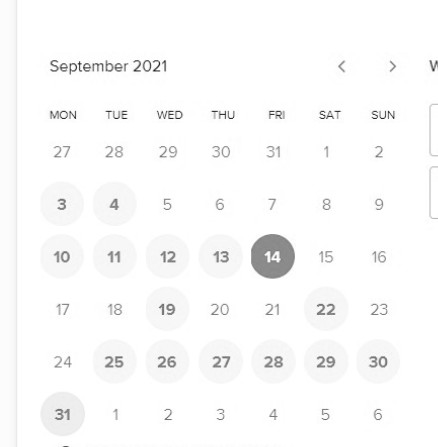 September 2021 < > W
MON TUE WED THU FRI SAT SUN
27 28 29 30 31 1 2
3 4 5 6 7 8 9
10 11 12 13 14 15 16
17 18 19 20 21 22 23
24 25 26 27 28 29 30
31 1 2 3 4 5 6